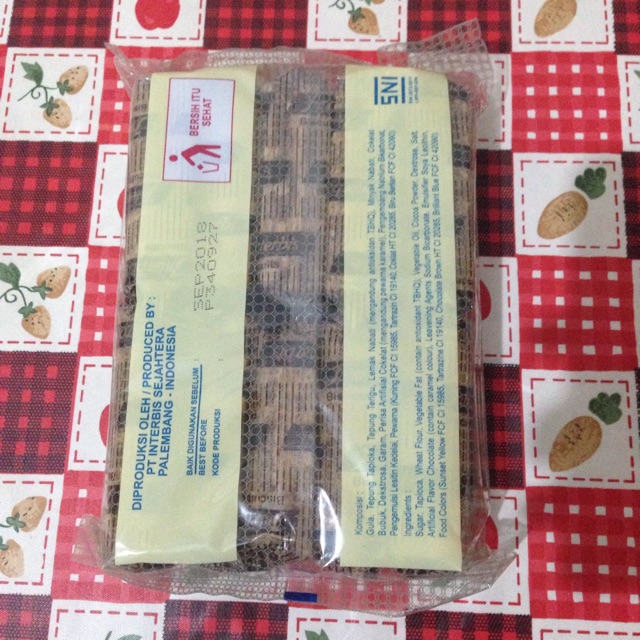 BERSIH ITU
SEHAT
DIPRODUKSI OLEH / PRODUCED BY:
PT INTERBIS SEJAHTERA
PALEMBANG - INDONESIA
BAIK DIGUNAKAN SEBELUM :
BEST BEFORE
KODE PRODUKSI :
SEP2018
P340927
SNI
Komposisi :
Gula, Tepung Tapioka, Tepung Terigu, Lemak Nabati (mengandung antioksidan TBHQ), Minyak Nabati, Coklat
Bubuk, Dekstrosa, Garam, Perisa Artifisial Cokelat (mengandung pewarna karamel), Pengembang Natrium Bikarbonat,
Pengemulsi Lesitin Kedelai, Pewarna (Kuning FCF CI 15985, Tartrazin CI 19140, Coklat HT CI 20285, Biru Berlian FCF CI 42090).
Ingredients :
Sugar, Tapioca, Wheat Flour, Vegetable Fat (contain antioxidant TBHQ), Vegetable Oil, Cocoa Powder, Dextrose, Salt,
Artificial Flavor Chocolate (contain caramel colour), Leavening Agents Sodium Bicarbonate, Emulsifier Soya Lecithin,
Food Colors (Sunset Yellow FCF CI 15985, Tartrazine CI 19140, Chocolate Brown HT CI 20285, Brilliant Blue FCF CI 42090)